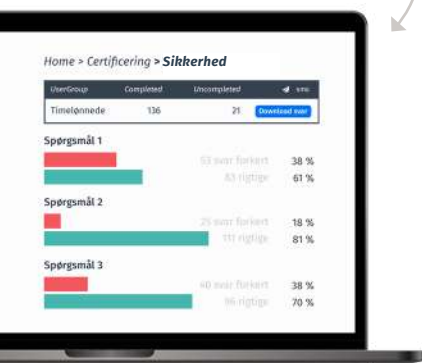 Home > Certificering > Sikkerhed
UserGroup Completed Uncompleted SMS
Timelønnede 136 21 Download svar
Spørgsmål 1
53 svar forkert 38 %
83 rigtige 61 %
Spørgsmål 2
25 svar forkert 18 %
111 rigtige 81 %
Spørgsmål 3
40 svar forkert 38 %
96 rigtige 70 %